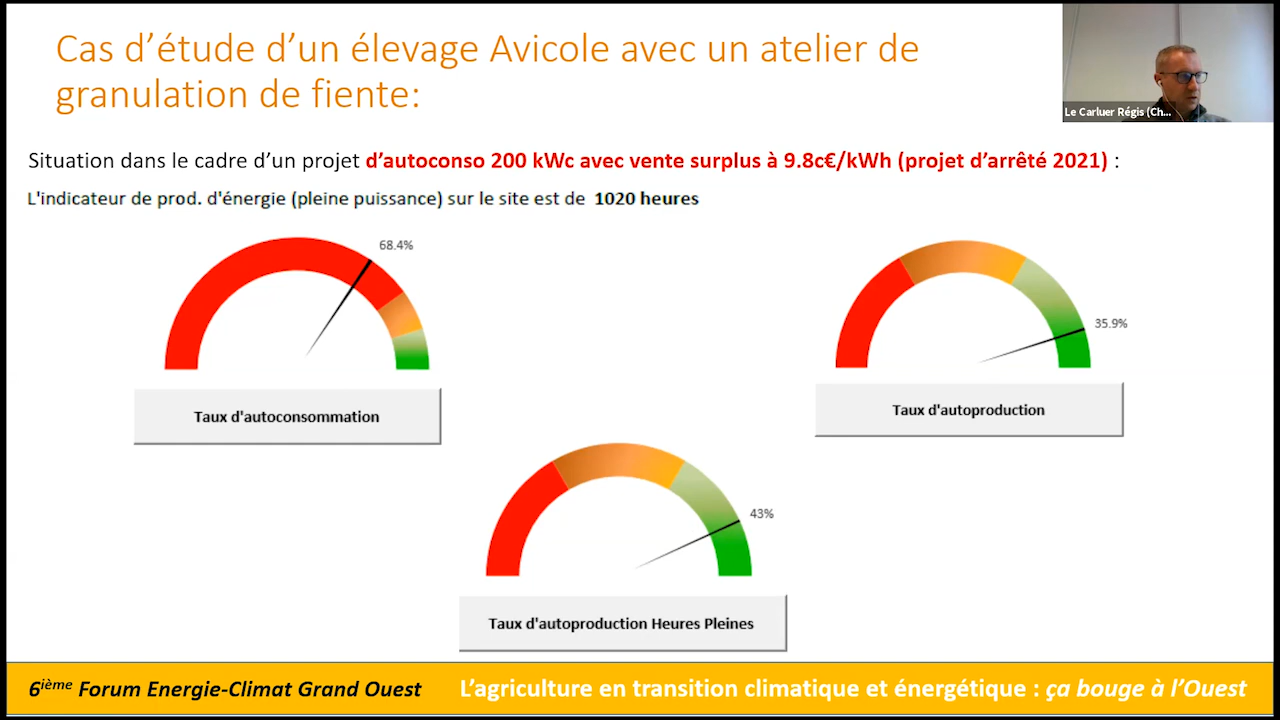 Cas d’étude d’un élevage Avicole avec un atelier de
granulation de fiente:
Le Carluer Régis (Ch...
Situation dans le cadre d’un projet d’autoconso 200 kWc avec vente surplus à 9.8c€/kWh (projet d’arrêté 2021) :
L'indicateur de prod. d'énergie (pleine puissance) sur le site est de 1020 heures
68.4%
Taux d'autoconsommation
35.9%
Taux d'autoproduction
43%
Taux d'autoproduction Heures Pleines
6ième Forum Energie-Climat Grand Ouest
L’agriculture en transition climatique et énergétique : ça bouge à l’Ouest